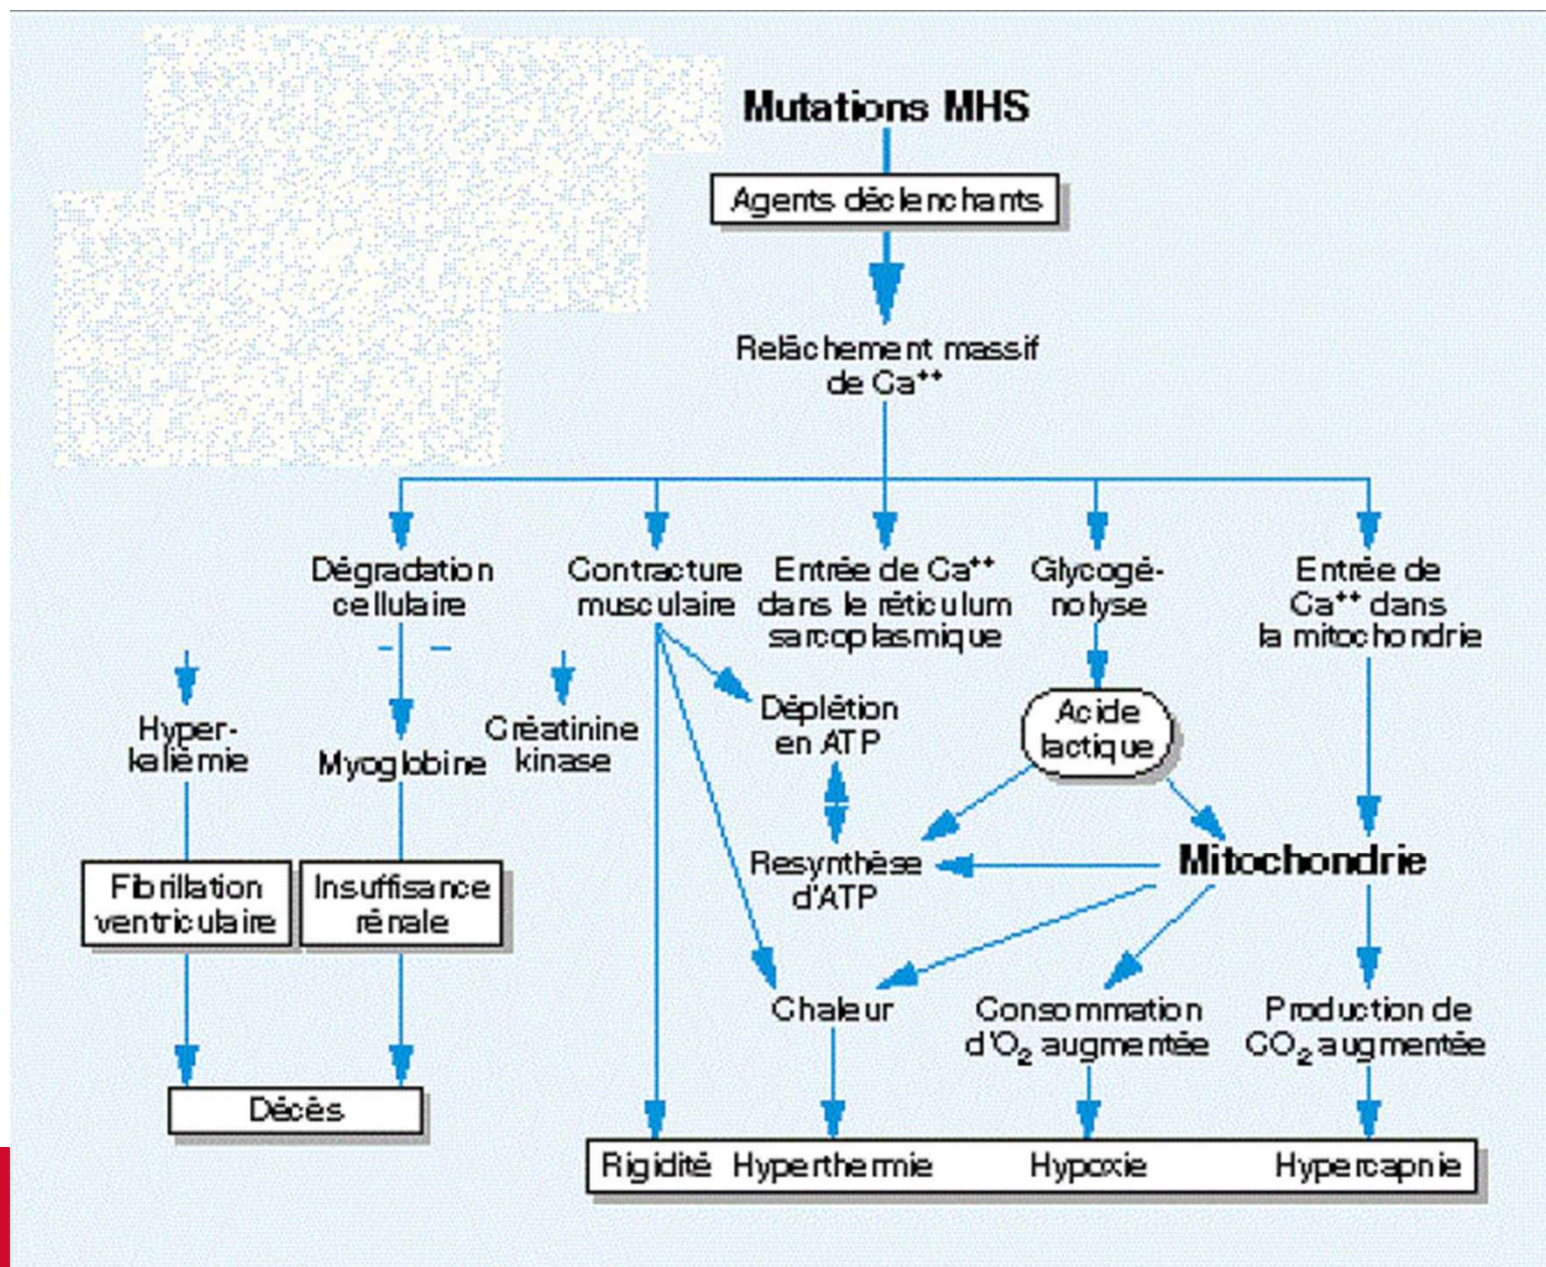 Mutations MHS
Agents déclenchants
Relâchement massif
de Ca⁺⁺
Dégradation
cellulaire
Contracture
musculaire
Entrée de Ca⁺⁺
dans le réticulum
sarcoplasmique
Glycogé-
nolyse
Entrée de
Ca⁺⁺ dans
la mitochondrie
Hyper-
kaliémie
Myoglobine
Créatinine
kinase
Déplétion
en ATP
Acide
lactique
Resynthèse
d'ATP
Mitochondrie
Fibrillation
ventriculaire
Insuffisance
rénale
Chaleur
Consommation
d'O₂ augmentée
Production de
CO₂ augmentée
Décès
Rigidité Hyperthermie Hypoxie Hypercapnie